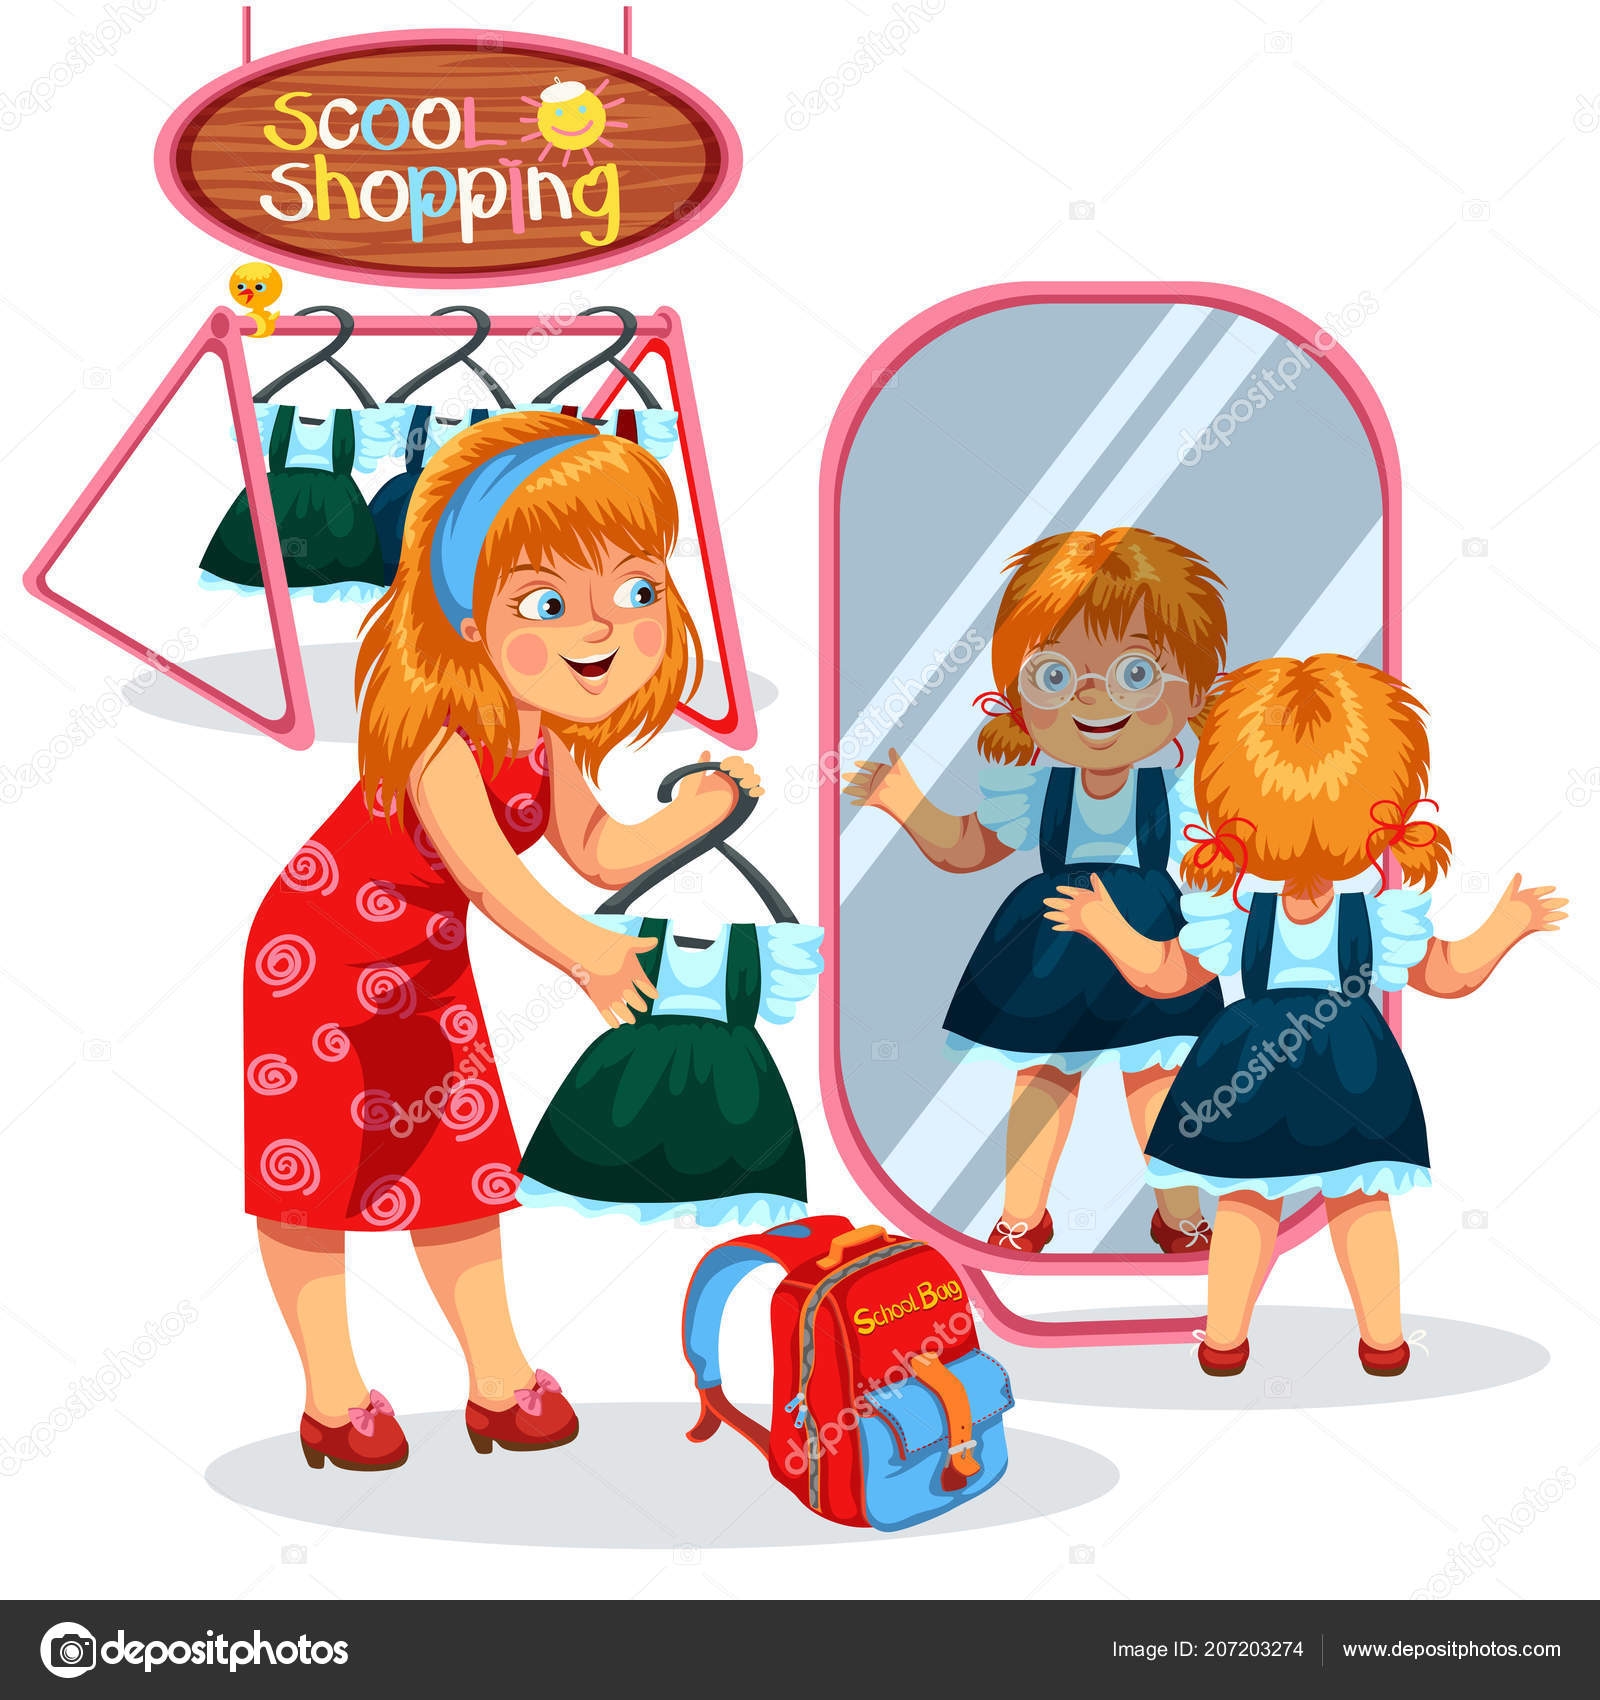 Scool
Shopping
School Bag
depositphotos
Image ID: 207203274
www.depositphotos.com